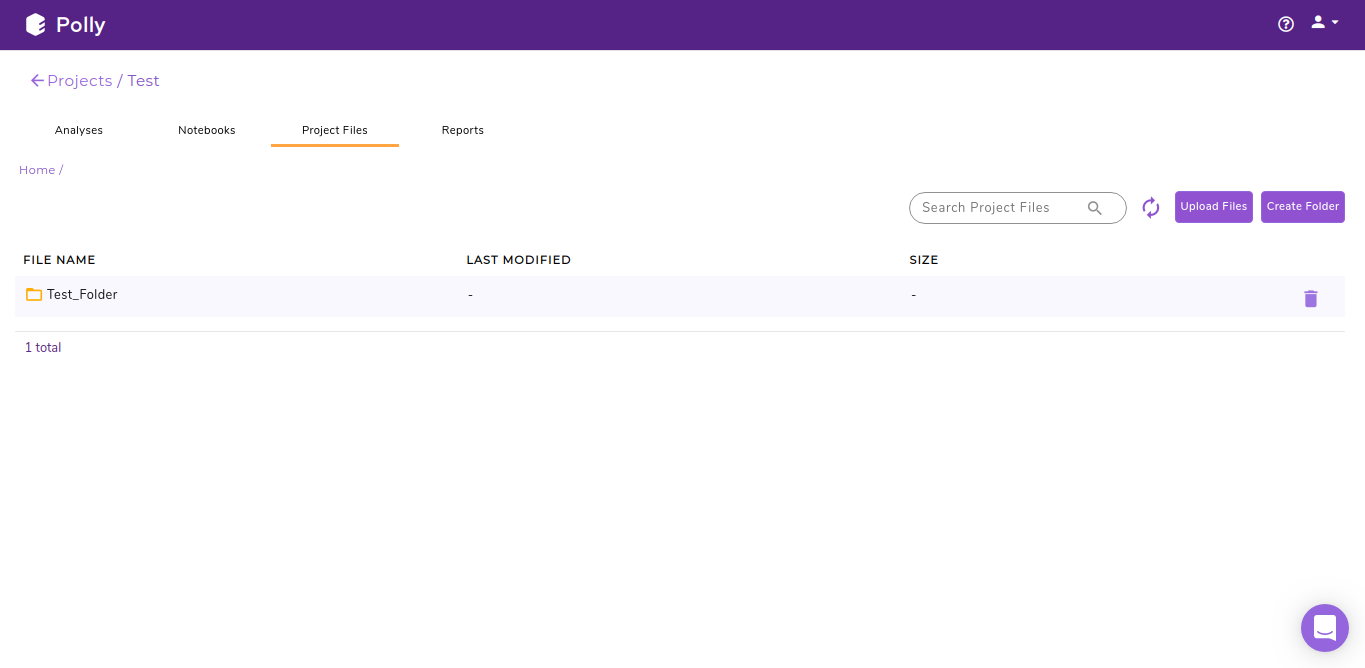 Polly
Projects / Test
Analyses Notebooks Project Files Reports
Home /
Search Project Files Upload Files Create Folder
FILE NAME LAST MODIFIED SIZE
Test_Folder - -
1 total